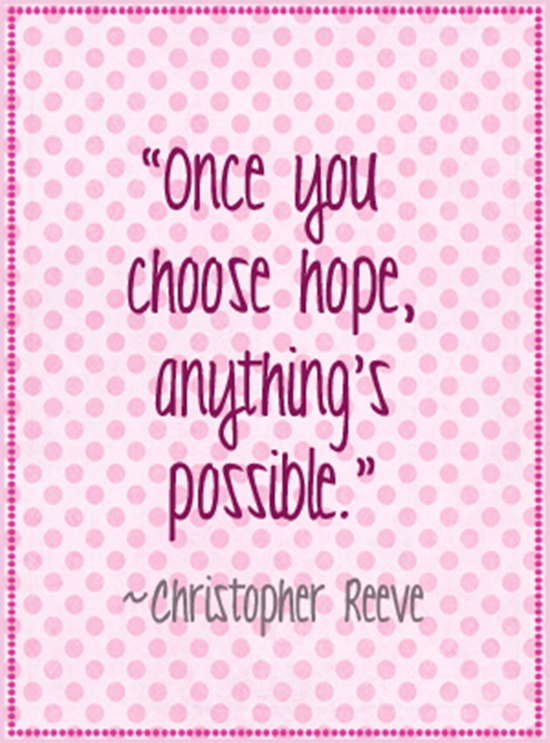 “Once you
choose hope,
anything’s
possible.”
~Christopher Reeve